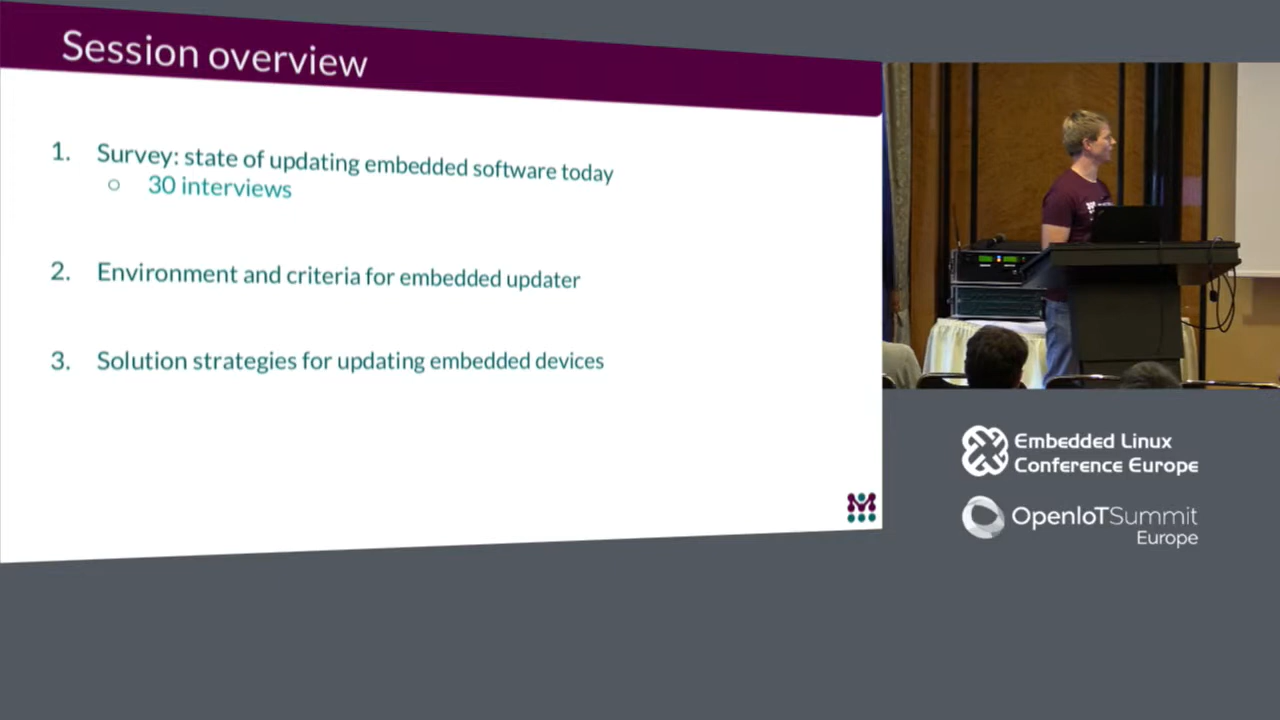 Session overview
1. Survey: state of updating embedded software today
○ 30 interviews
2. Environment and criteria for embedded updater
3. Solution strategies for updating embedded devices
Embedded Linux
Conference Europe
OpenIoTSummit
Europe